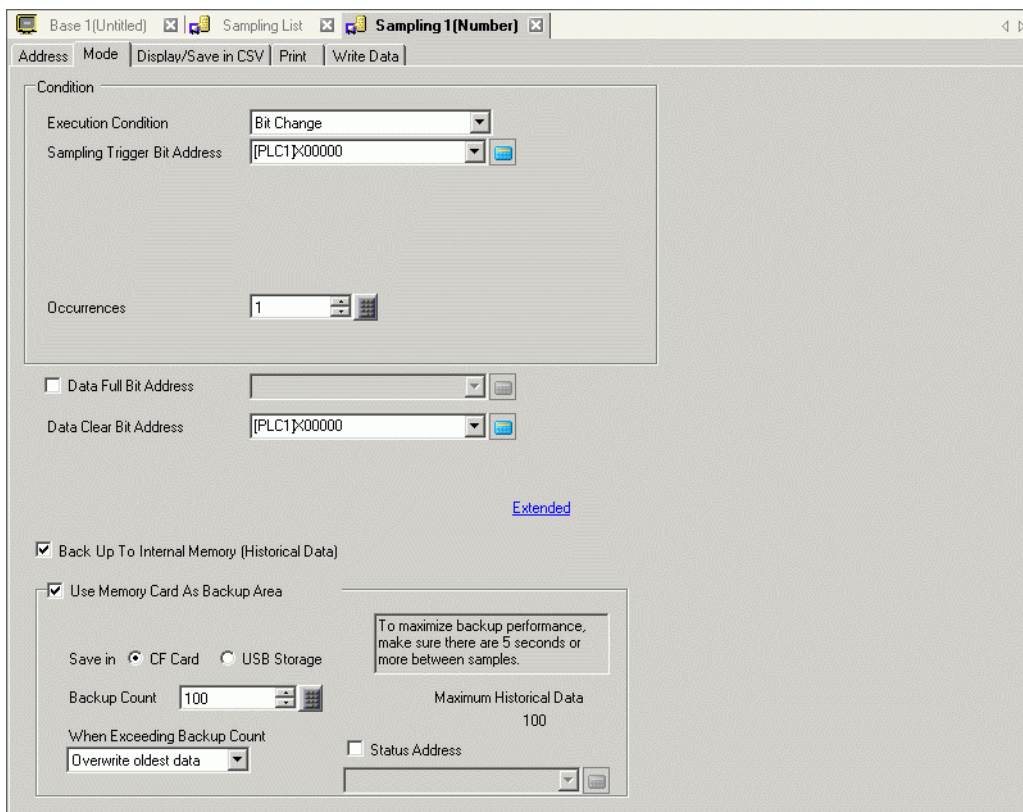 Base 1(Untitled) Sampling List Sampling 1(Number)
Address Mode Display/Save in CSV Print Write Data
Condition
Execution Condition Bit Change
Sampling Trigger Bit Address [PLC1]X00000
Occurrences 1
Data Full Bit Address
Data Clear Bit Address [PLC1]X00000
Extended
Back Up To Internal Memory (Historical Data)
Use Memory Card As Backup Area
To maximize backup performance,
make sure there are 5 seconds or
more between samples.
Save in CF Card USB Storage
Backup Count 100 Maximum Historical Data
100
When Exceeding Backup Count
Status Address
Overwrite oldest data